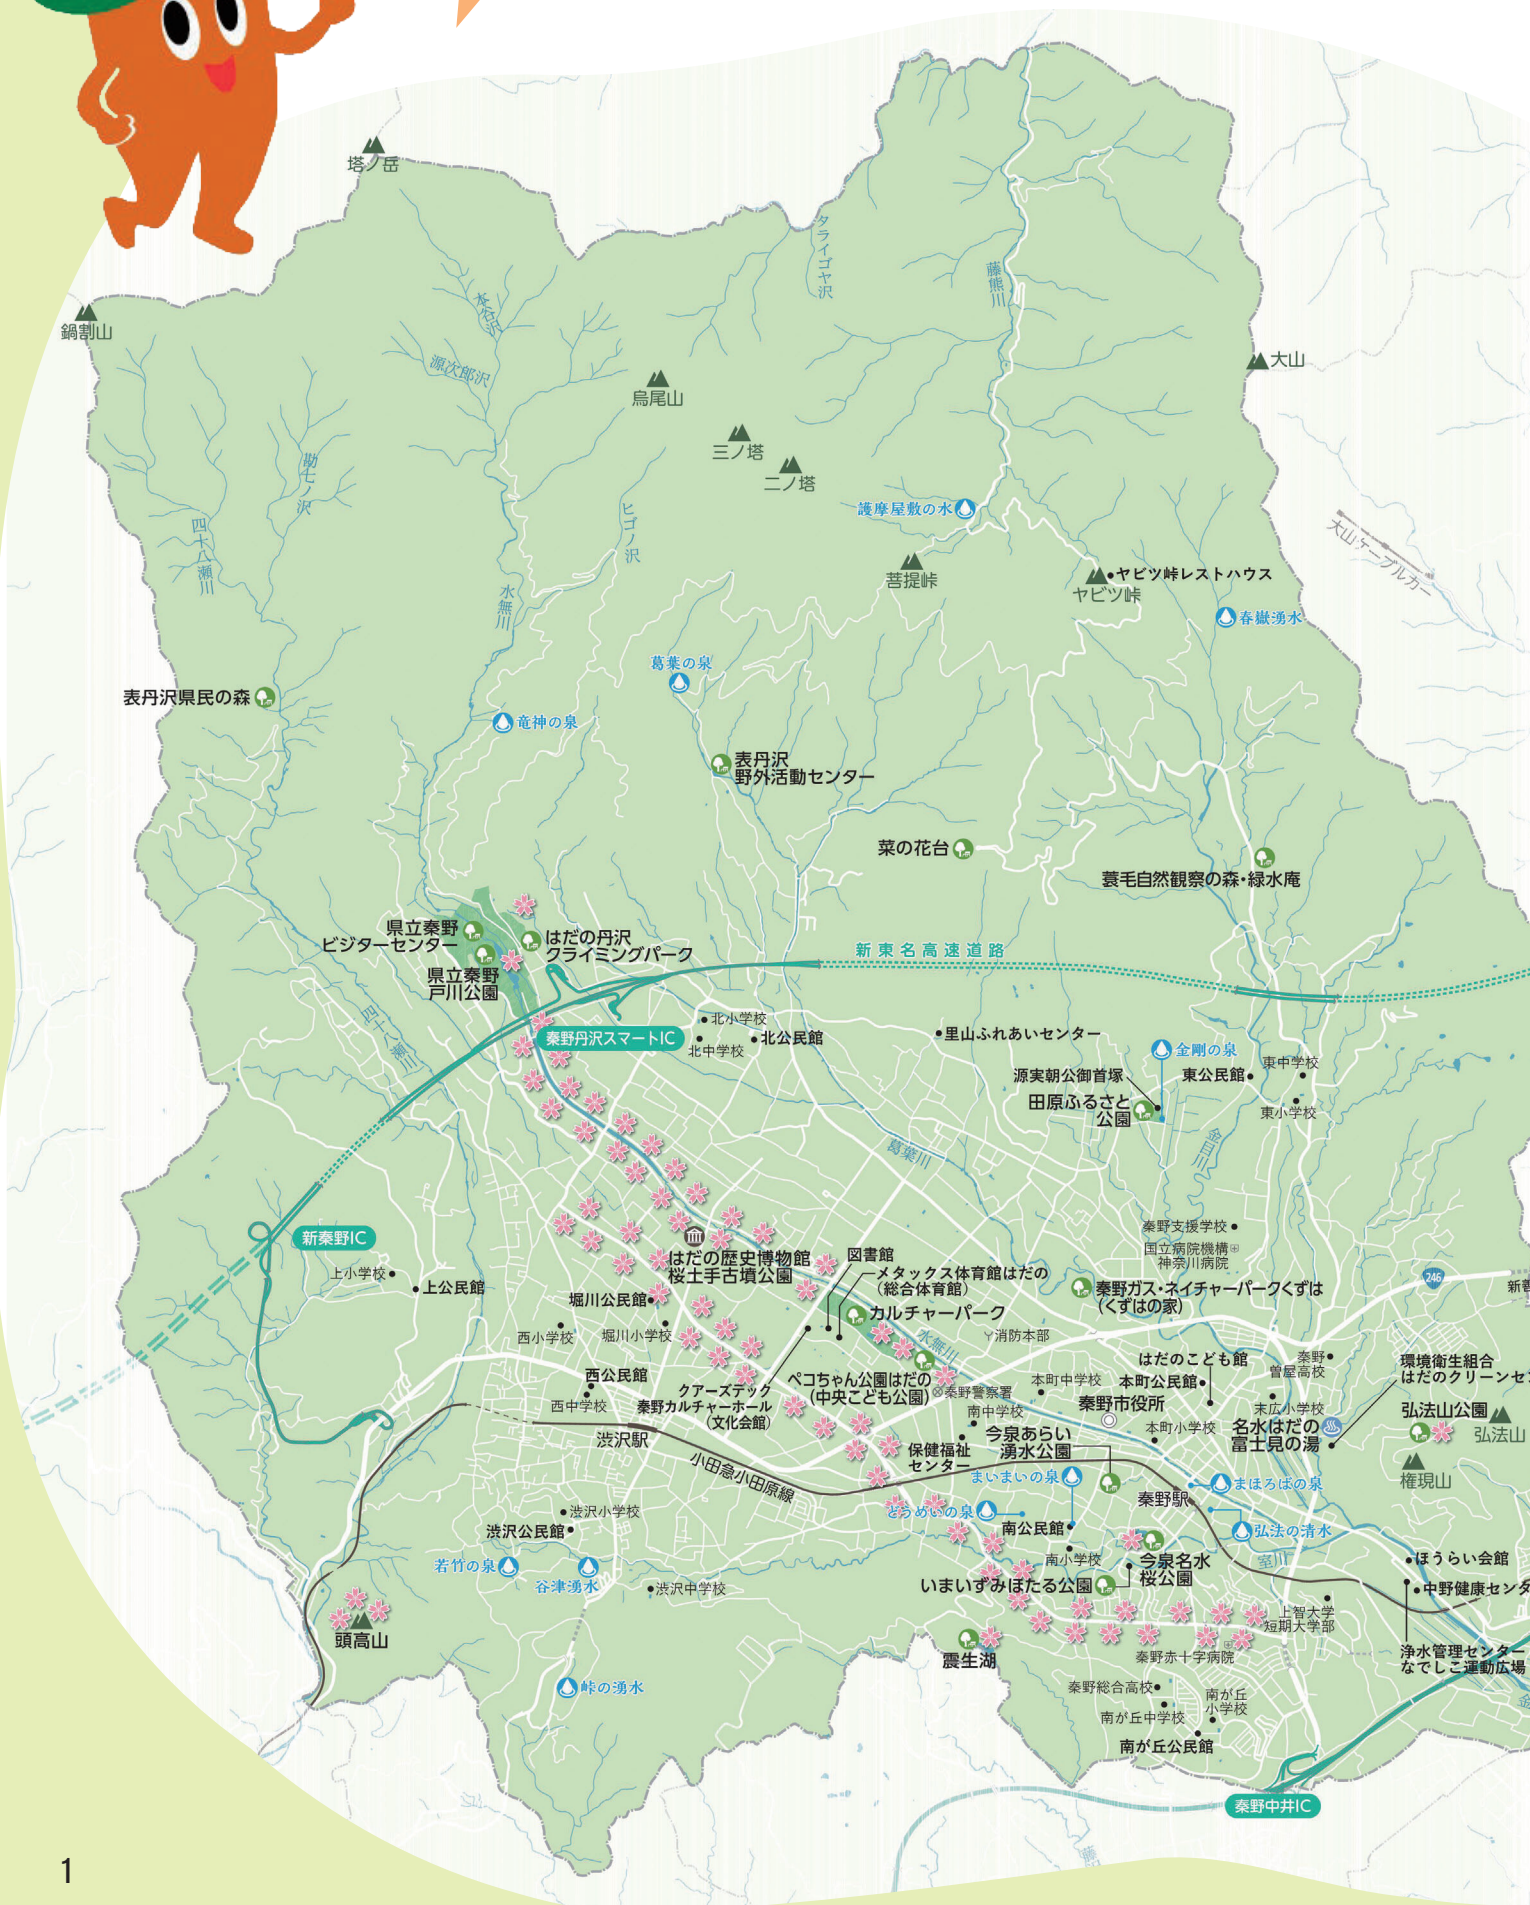 塔ノ岳
鍋割山
タライゴヤ沢
藤熊川
本谷沢
源次郎沢
大山
烏尾山
三ノ塔
二ノ塔
勘七ノ沢
四十八瀬川
ヒゴノ沢
水無川
護摩屋敷の水
菩提峠
ヤビツ峠レストハウス
ヤビツ峠
大山ケーブルカー
春嶽湧水
葛葉の泉
表丹沢県民の森
竜神の泉
表丹沢
野外活動センター
菜の花台
蓑毛自然観察の森・緑水庵
県立秦野
ビジターセンター
はだの丹沢
クライミングパーク
県立秦野
戸川公園
新東名高速道路
四十八瀬川
秦野丹沢スマートIC
北小学校
北中学校
北公民館
里山ふれあいセンター
金剛の泉
源実朝公御首塚
東公民館
東中学校
田原ふるさと
公園
東小学校
金目川
葛葉川
新秦野IC
上小学校
上公民館
はだの歴史博物館
桜土手古墳公園
図書館
メタックス体育館はだの
(総合体育館)
カルチャーパーク
秦野支援学校
国立病院機構
神奈川病院
秦野ガス・ネイチャーパークくずは
(くずはの家)
246
新善
堀川公民館
西小学校
堀川小学校
水無川
消防本部
西公民館
西中学校
クアーズテック
秦野カルチャーホール
(文化会館)
ペコちゃん公園はだの
(中央こども公園)
秦野警察署
本町中学校
はだのこども館
本町公民館
秦野
曽屋高校
環境衛生組合
はだのクリーンセン
秦野市役所
末広小学校
弘法山公園
弘法山
南中学校
本町小学校
名水はだの
富士見の湯
渋沢駅
小田急小田原線
保健福祉
センター
今泉あらい
湧水公園
権現山
まいまいの泉
秦野駅
まほろばの泉
渋沢小学校
渋沢公民館
どうめいの泉
南公民館
弘法の清水
室川
若竹の泉
谷津湧水
渋沢中学校
南小学校
今泉名水
桜公園
いまいずみほたる公園
ほうらい会館
中野健康センタ
上智大学
短期大学部
頭高山
震生湖
秦野赤十字病院
浄水管理センター
なでしこ運動広場
峠の湧水
秦野総合高校
南が丘
小学校
南が丘中学校
南が丘公民館
金
秦野中井IC
1